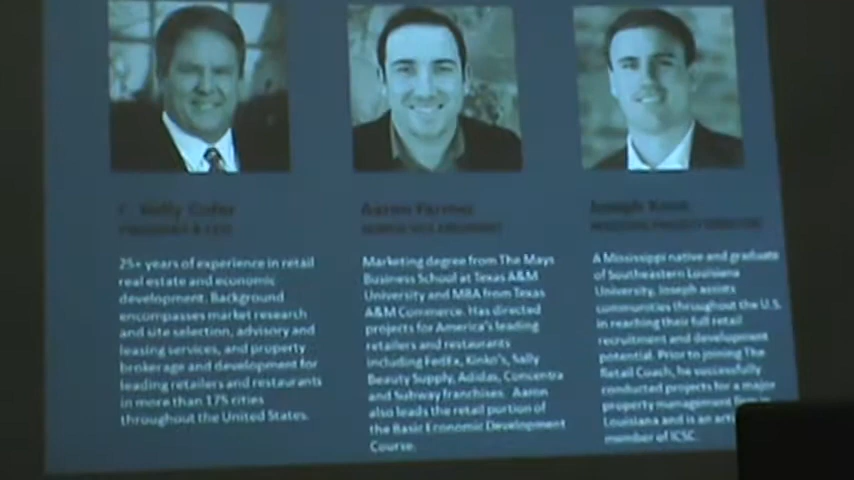 Kelly Cofer
25+ years of experience in retail
real estate and economic
development. Background
encompasses market research
and site selection, advisory and
leasing services, and property
brokerage and development for
leading retailers and restaurants
in more than 175 cities
throughout the United States.
Aaron Farmer
Marketing degree from The Mays
Business School at Texas A&M
University and MBA from Texas
A&M Commerce. Has directed
projects for America's leading
retailers and restaurants
including FedEx, Kinko's, Sally
Beauty Supply, Adidas, Concentra
and Subway franchises. Aaron
also leads the retail portion of
the Basic Economic Development
Course.
Joseph
A Mississippi native and graduate
of Southeastern Louisiana
University, Joseph assists
communities throughout the U.S.
in reaching their full retail
recruitment and development
potential. Prior to joining The
Retail Coach, he successfully
conducted projects for a major
property management
Louisiana and is an
member of ICSC.